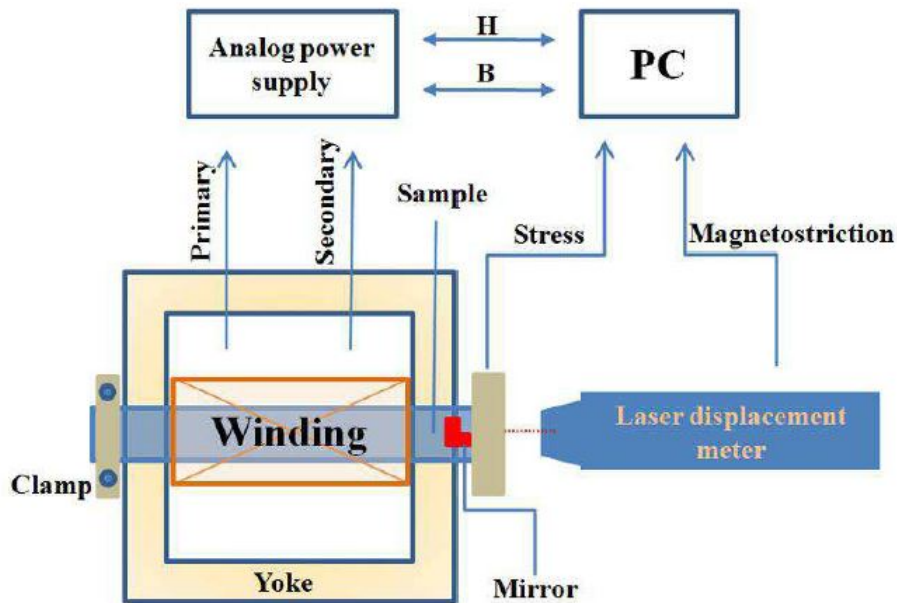 Analog power
supply
H
B
PC
Primary
Secondary
Sample
Stress
Magnetostriction
Winding
Laser displacement
meter
Clamp
Yoke
Mirror